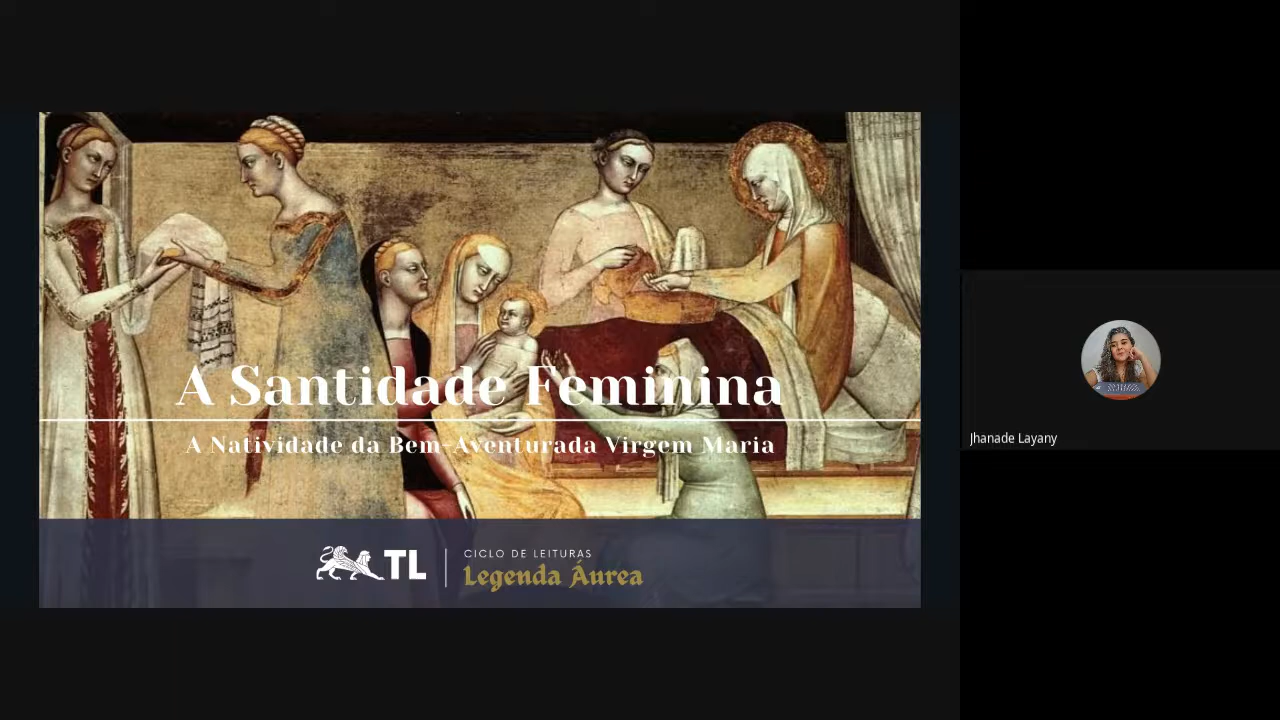 A Santidade Feminina
A Natividade da Bem-Aventurada Virgem Maria
TL
CICLO DE LEITURAS
Legenda Áurea
Jhanade Layany